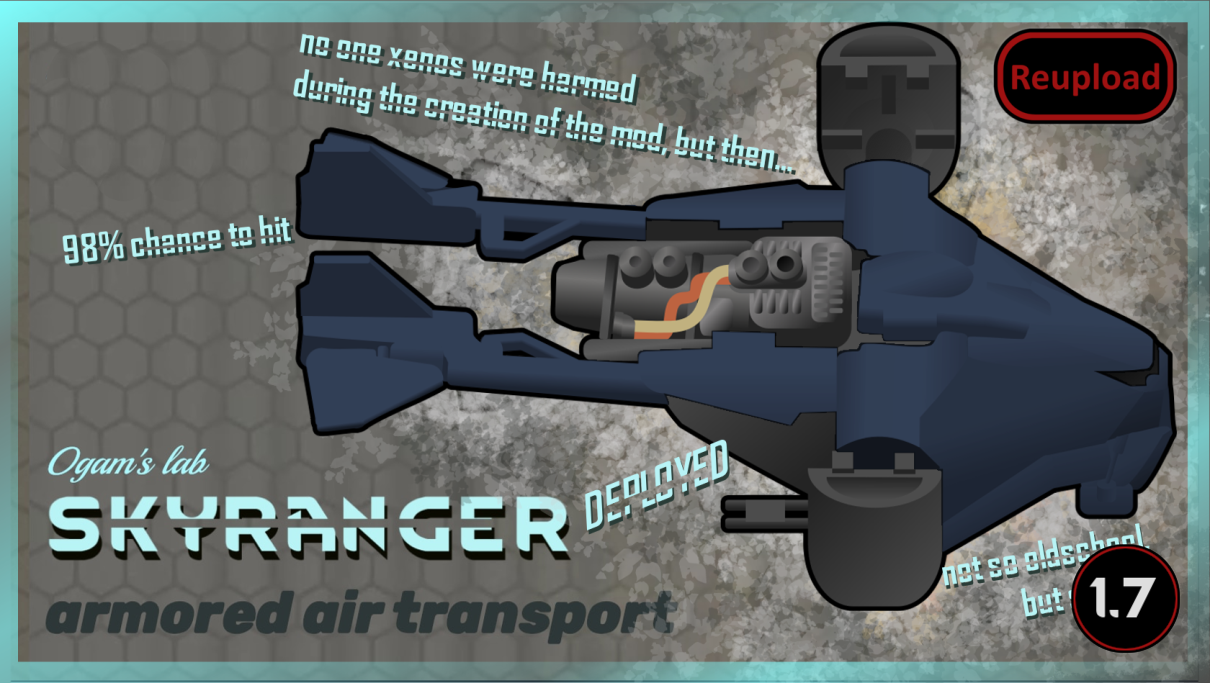 no one xenos were harmed
during the creation of the mod, but then...
Reupload
98% chance to hit
Ogam's lab
SKYRANGER
DEPLOYED
armored air transport
not so oldschool,
but
1.7